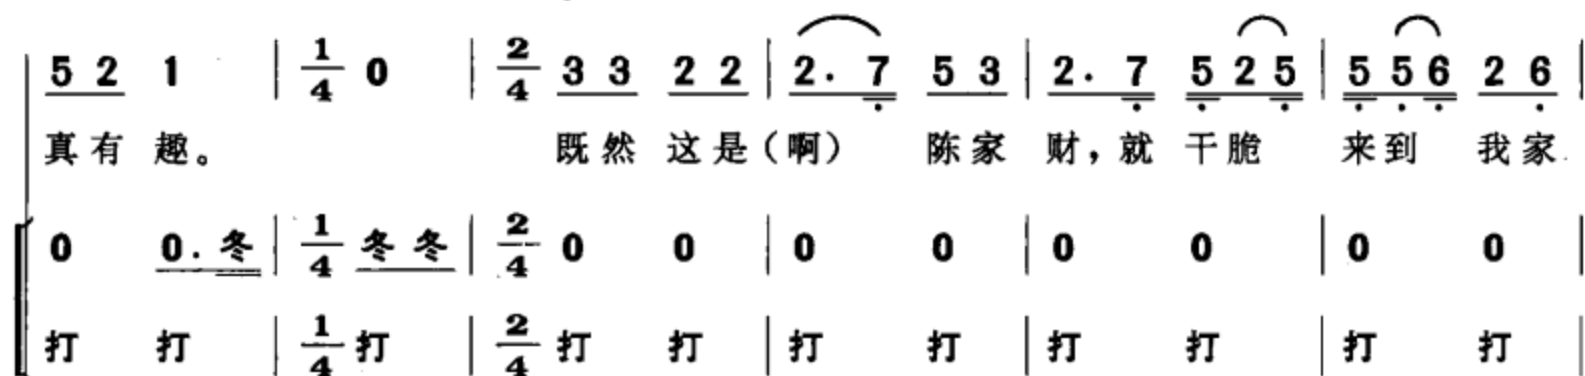 5 2 1 | 1/4 0 | 2/4 3 3 2 2 | 2. 7 5 3 | 2. 7 5 2 5 | 5 5 6 2 6 |
真有趣。 既然这是(啊) 陈家财,就干脆来到我家
0 0. 冬 | 1/4 冬冬 | 2/4 0 0 | 0 0 | 0 0 | 0 0 |
打 打 | 1/4 打 | 2/4 打 打 | 打 打 | 打 打 | 打 打 |